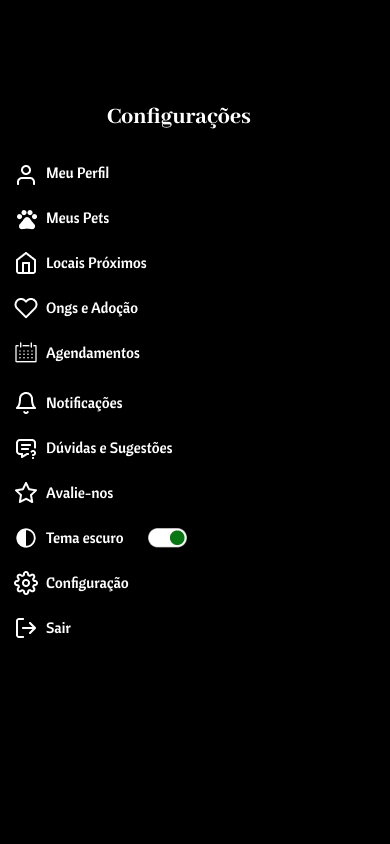 Configurações
Meu Perfil
Meus Pets
Locais Próximos
Ongs e Adoção
Agendamentos
Notificações
Dúvidas e Sugestões
Avalie-nos
Tema escuro
Configuração
Sair